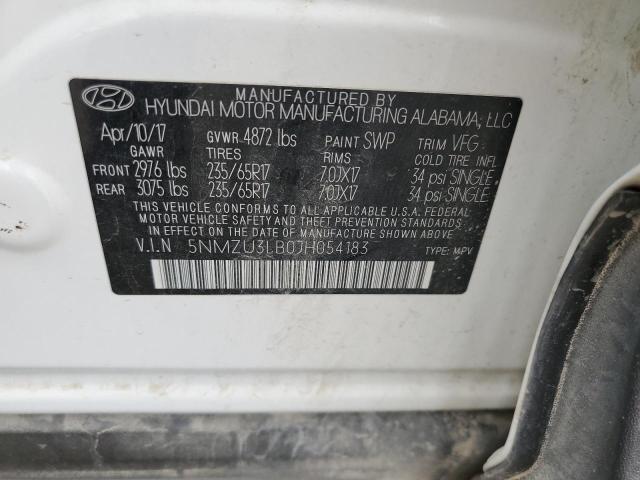 MANUFACTURED BY
HYUNDAI MOTOR MANUFACTURING ALABAMA, LLC
Apr/10/17 GVWR 4872 lbs PAINT SWP TRIM VFG
GAWR TIRES RIMS COLD TIRE INFL
FRONT 2976 lbs 235/65R17 7.0JX17 34 psi SINGLE
REAR 3075 lbs 235/65R17 7.0JX17 34 psi SINGLE
THIS VEHICLE CONFORMS TO ALL APPLICABLE U.S.A. FEDERAL
MOTOR VEHICLE SAFETY AND THEFT PREVENTION STANDARDS
IN EFFECT ON THE DATE OF MANUFACTURE SHOWN ABOVE.
V.I.N 5NMZU3LB0JH054183 TYPE: MPV